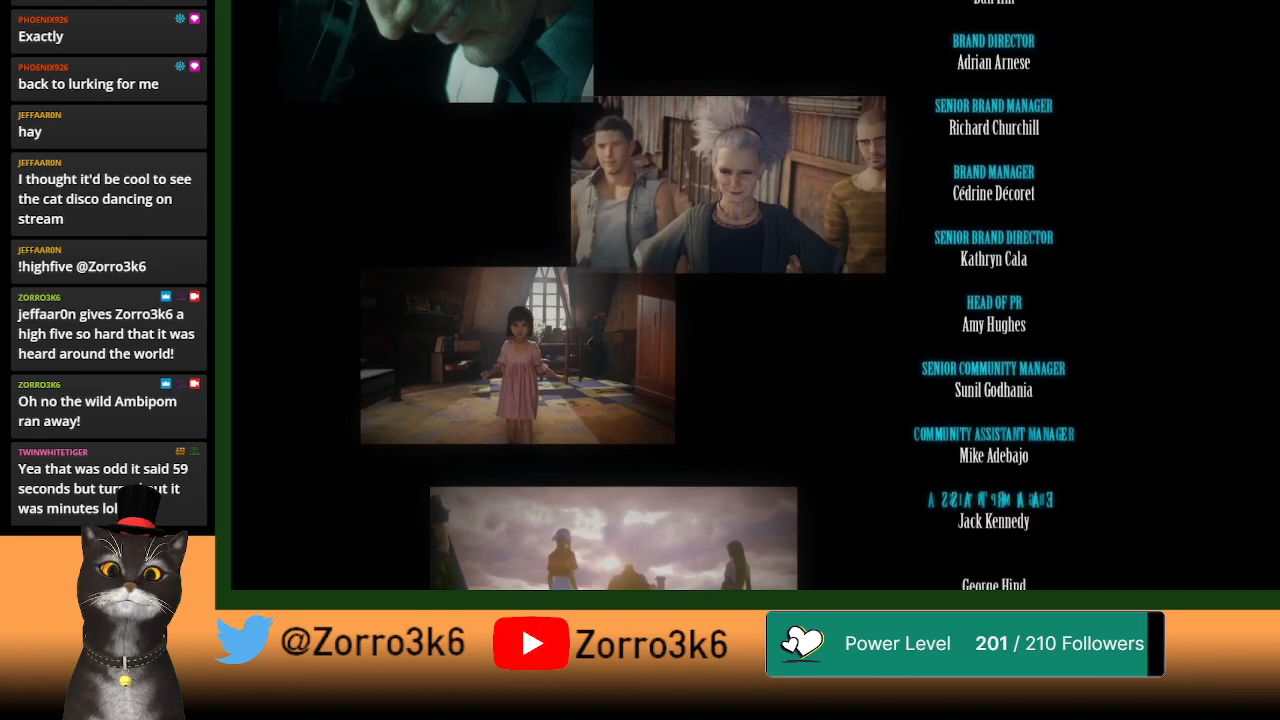 PHOENIX926
Exactly
PHOENIX926
back to lurking for me
JEFFAAR0N
hay
JEFFAAR0N
I thought it'd be cool to see
the cat disco dancing on
stream
JEFFAAR0N
!highfive @Zorro3k6
ZORRO3K6
jeffaar0n gives Zorro3k6 a
high five so hard that it was
heard around the world!
ZORRO3K6
Oh no the wild Ambipom
ran away!
TWINWHITETIGER
Yea that was odd it said 59
seconds but it
was minutes lol
BRAND DIRECTOR
Adrian Arnese
SENIOR BRAND MANAGER
Richard Churchill
BRAND MANAGER
Cédrine Décoret
SENIOR BRAND DIRECTOR
Kathryn Cala
HEAD OF PR
Amy Hughes
SENIOR COMMUNITY MANAGER
Sunil Godhania
COMMUNITY ASSISTANT MANAGER
Mike Adebajo
Jack Kennedy
George Hind
@Zorro3k6
Zorro3k6
Power Level 201 / 210 Followers